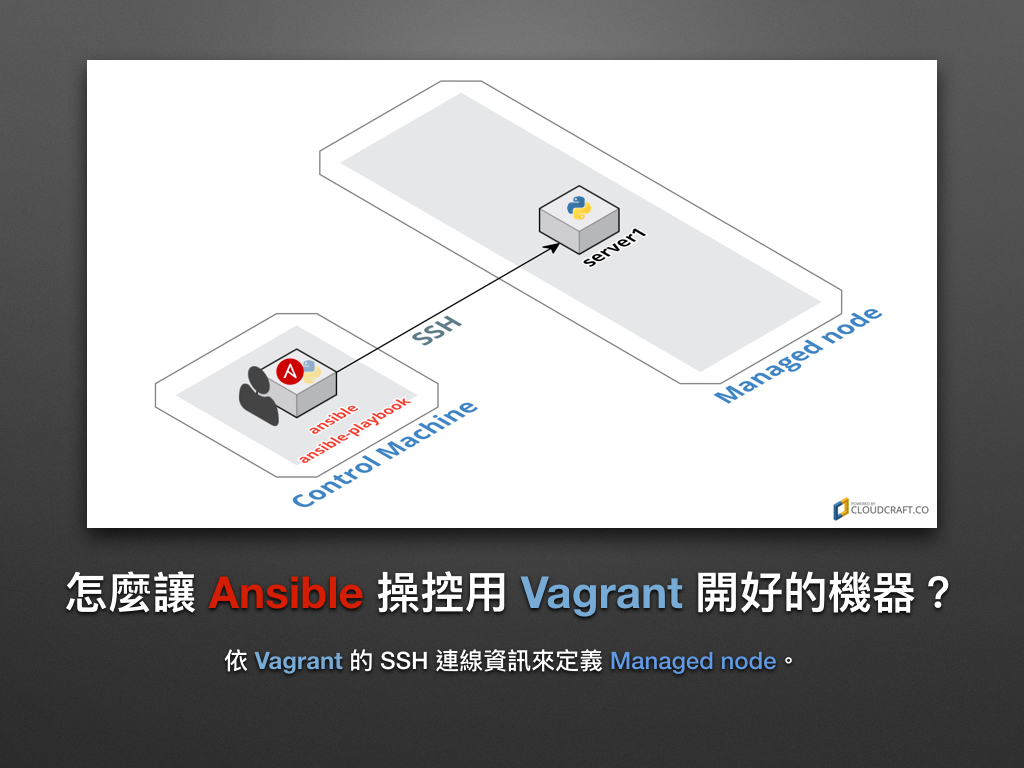 server1
SSH
Managed node
ansible
ansible-playbook
Control Machine
POWERED BY
CLOUDCRAFT.CO
怎麼讓 Ansible 操控用 Vagrant 開好的機器？
依 Vagrant 的 SSH 連線資訊來定義 Managed node。